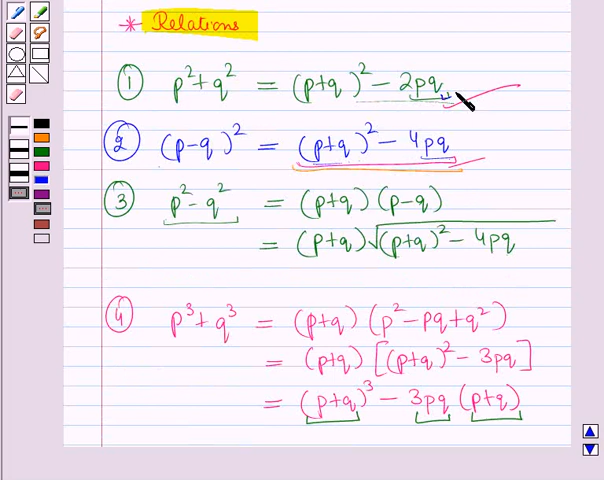 * Relations
① p² + q² = (p+q)² − 2pq
② (p−q)² = (p+q)² − 4pq
③ p² − q² = (p+q) (p−q)
= (p+q) √(p+q)² − 4pq
④ p³ + q³ = (p+q) (p² − pq + q²)
= (p+q) [(p+q)² − 3pq]
= (p+q)³ − 3pq (p+q)